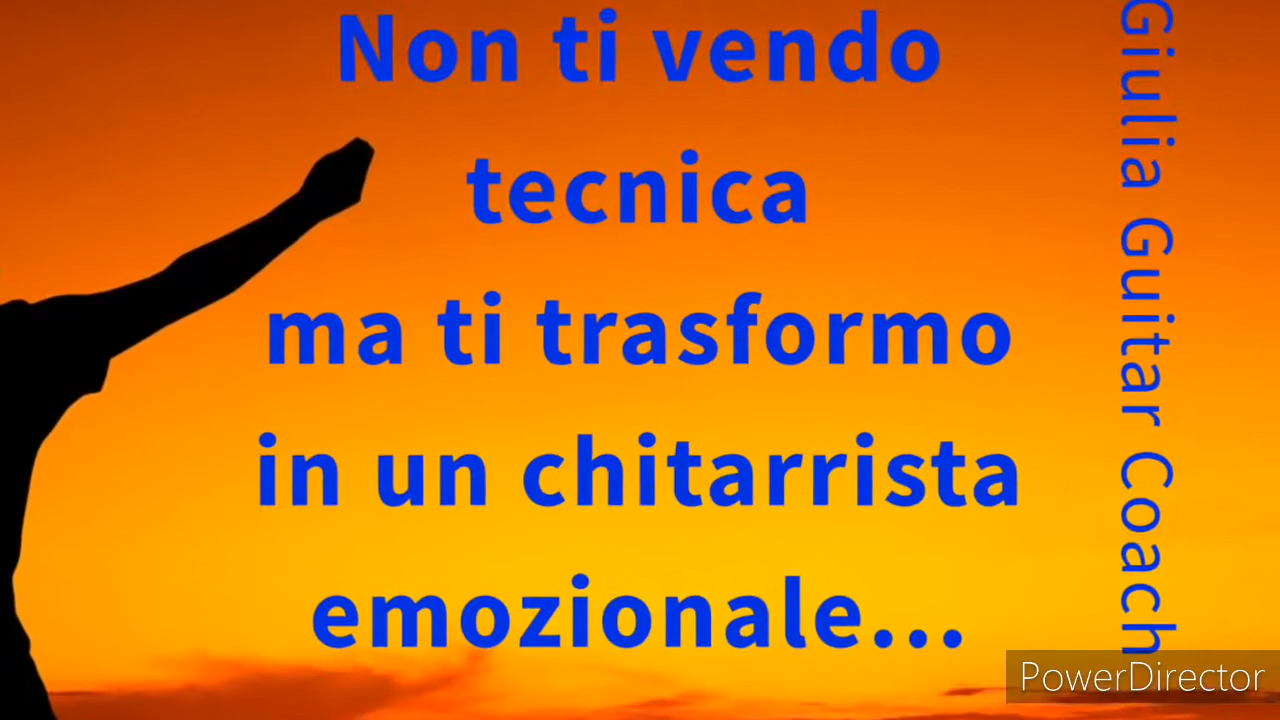 Non ti vendo
tecnica
ma ti trasformo
in un chitarrista
emozionale...
Giulia Guitar Coach
PowerDirector